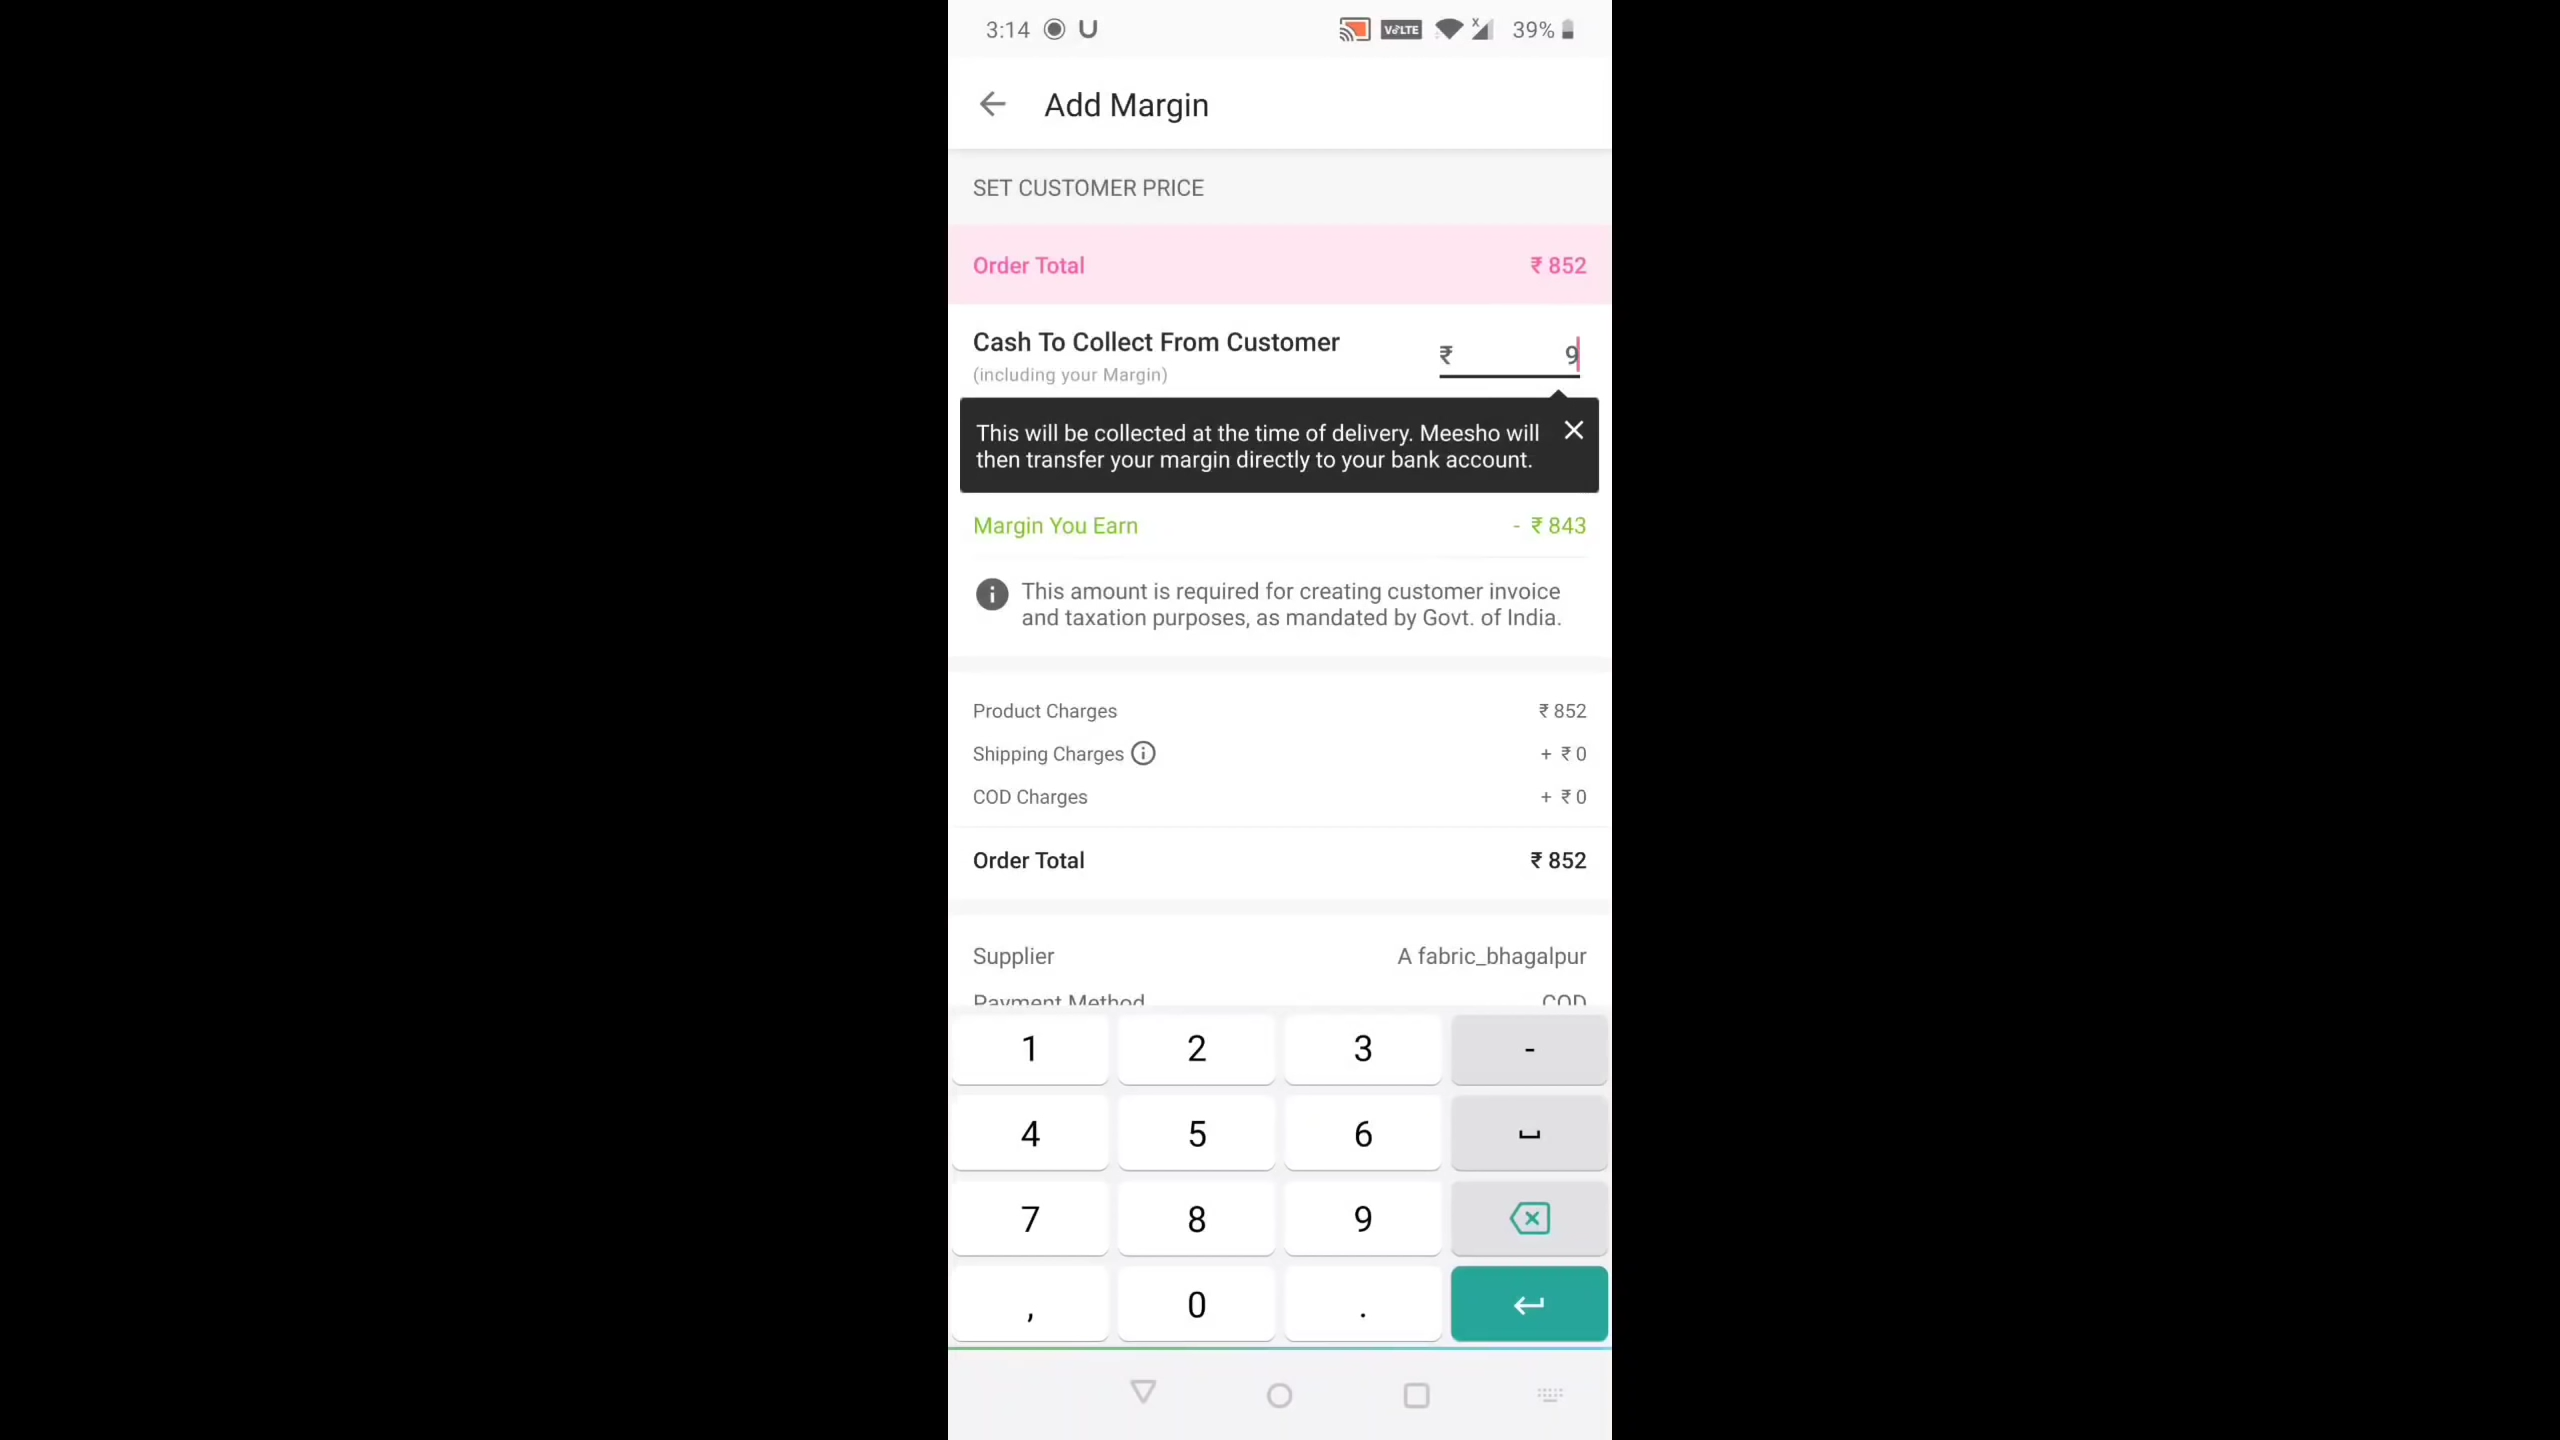 3:14
VoLTE
x
39%
Add Margin
SET CUSTOMER PRICE
Order Total ₹ 852
Cash To Collect From Customer ₹ 9
(including your Margin)
This will be collected at the time of delivery. Meesho will
then transfer your margin directly to your bank account.
Margin You Earn - ₹ 843
This amount is required for creating customer invoice
and taxation purposes, as mandated by Govt. of India.
Product Charges ₹ 852
Shipping Charges + ₹ 0
COD Charges + ₹ 0
Order Total ₹ 852
Supplier A fabric_bhagalpur
Payment Method COD
1 2 3 -
4 5 6
7 8 9
, 0 .